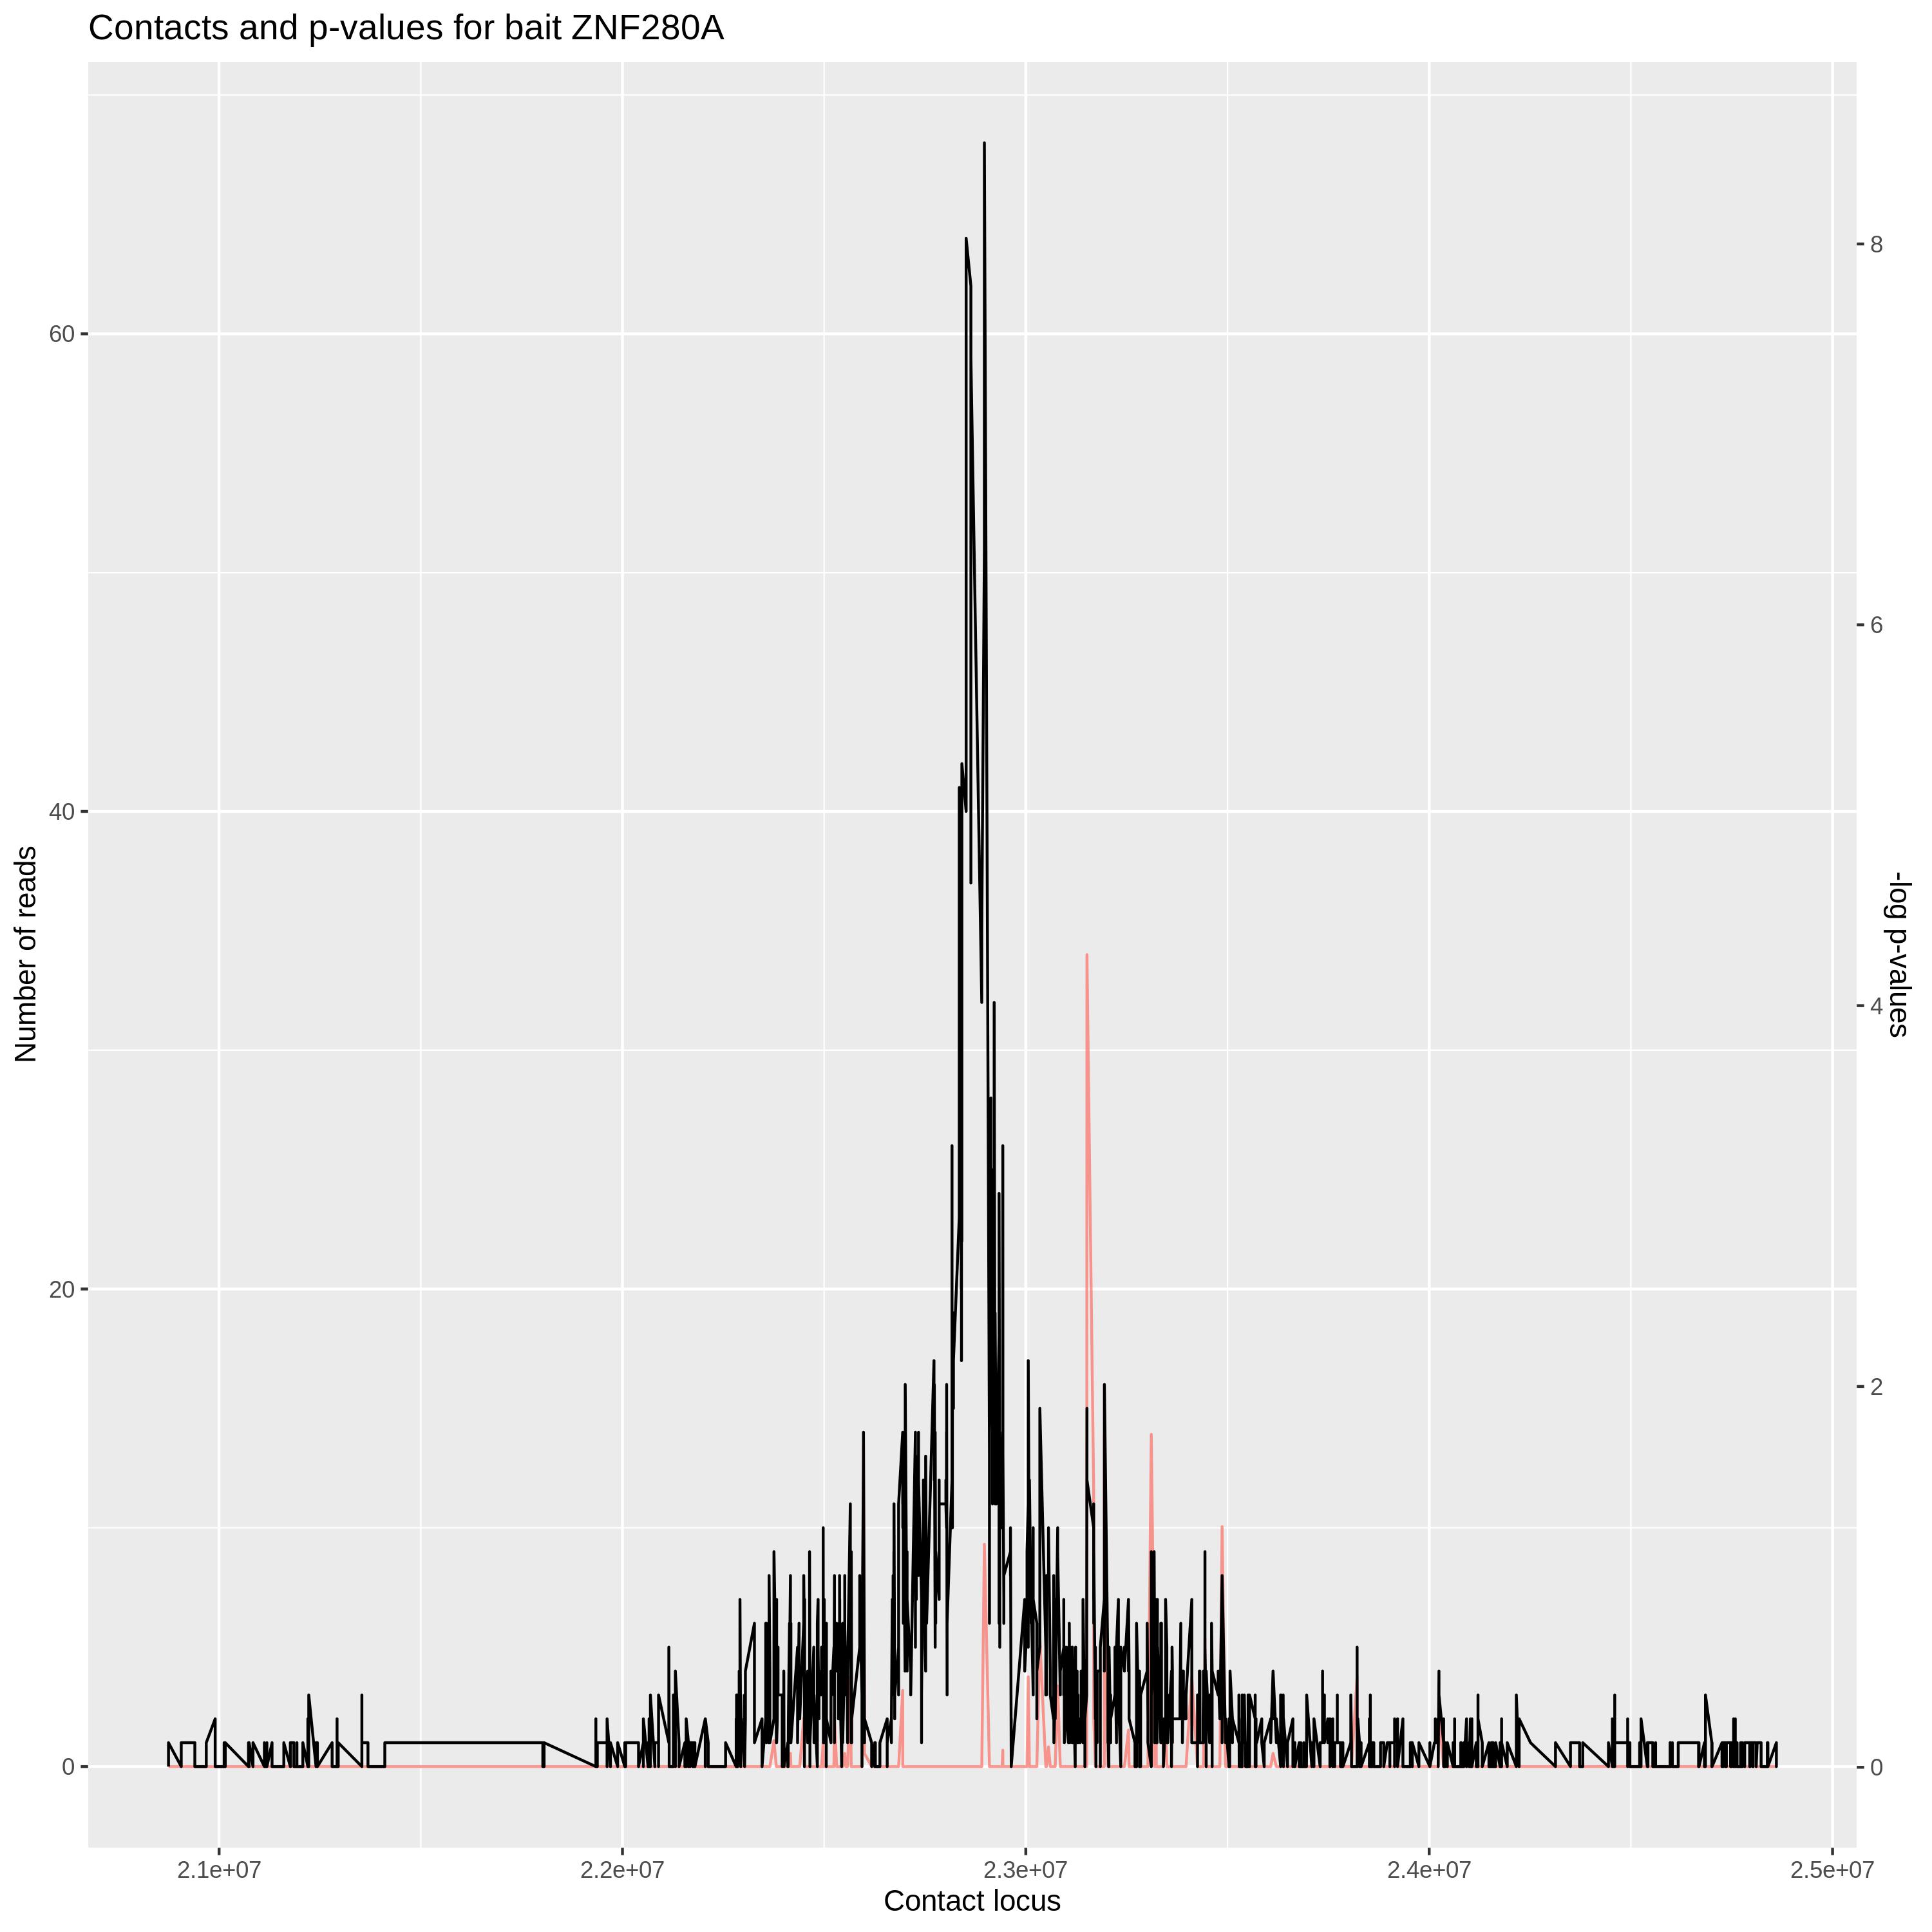 Contacts and p-values for bait ZNF280A
60
40
20
0
8
6
4
2
0
Number of reads
-log p-values
2.1e+07
2.2e+07
2.3e+07
2.4e+07
2.5e+07
Contact locus